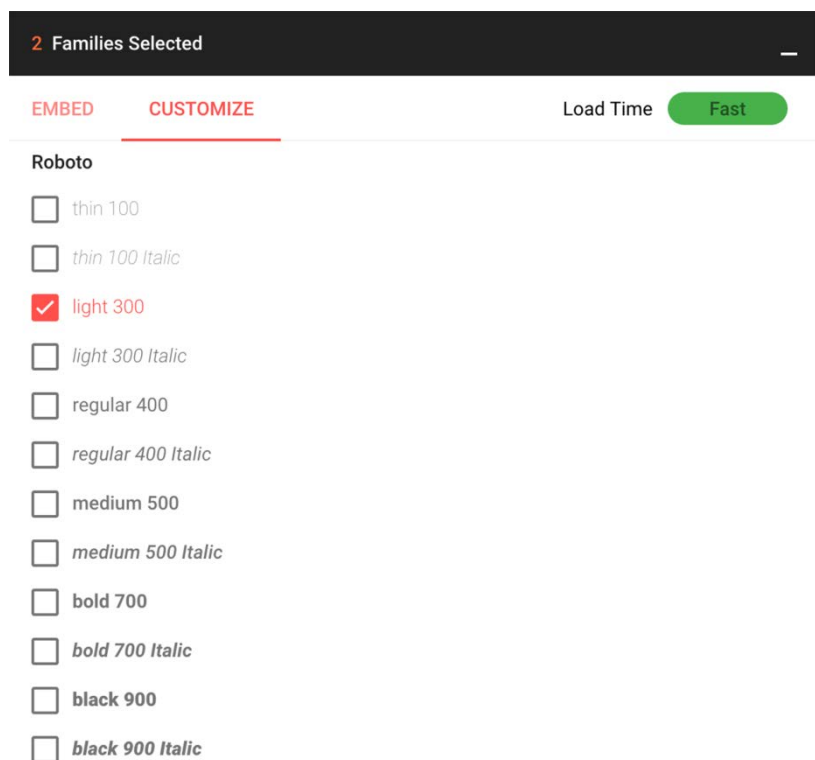 2 Families Selected
EMBED CUSTOMIZE Load Time Fast
Roboto
thin 100
thin 100 Italic
light 300
light 300 Italic
regular 400
regular 400 Italic
medium 500
medium 500 Italic
bold 700
bold 700 Italic
black 900
black 900 Italic